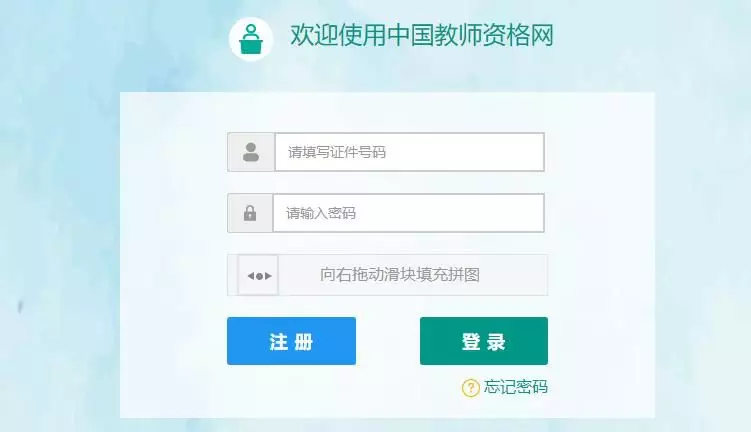 欢迎使用中国教师资格网
请填写证件号码
请输入密码
向右拖动滑块填充拼图
注 册 登 录
? 忘记密码